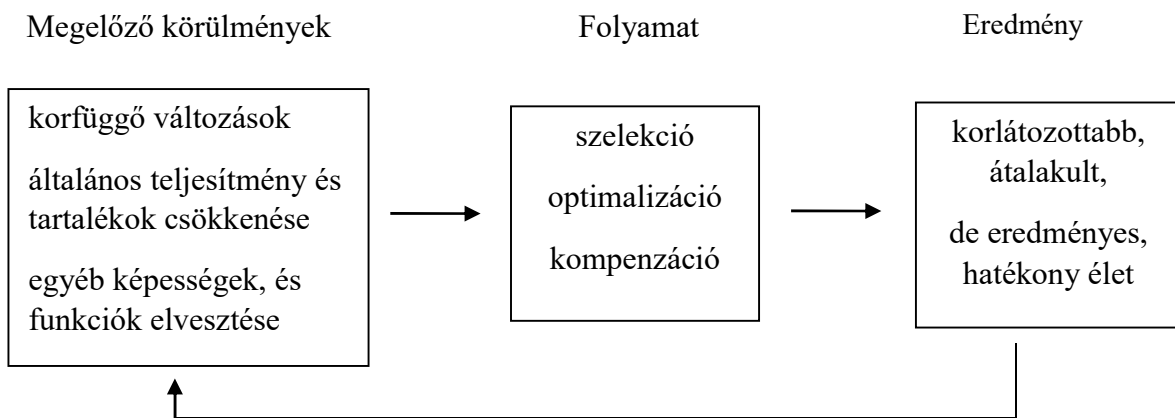 Megelőző körülmények
Folyamat
Eredmény
korfüggő változások
általános teljesítmény és
tartalékok csökkenése
egyéb képességek, és
funkciók elvesztése
szelekció
optimalizáció
kompenzáció
korlátozottabb,
átalakult,
de eredményes,
hatékony élet